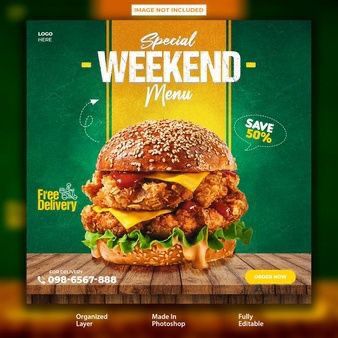 IMAGE NOT INCLUDED
LOGO
HERE
Special
WEEKEND
Menu
SAVE
50%
Free
Delivery
FOR DELIVERY
098-6567-888
ORDER NOW
Organized
Layer
Made In
Photoshop
Fully
Editable